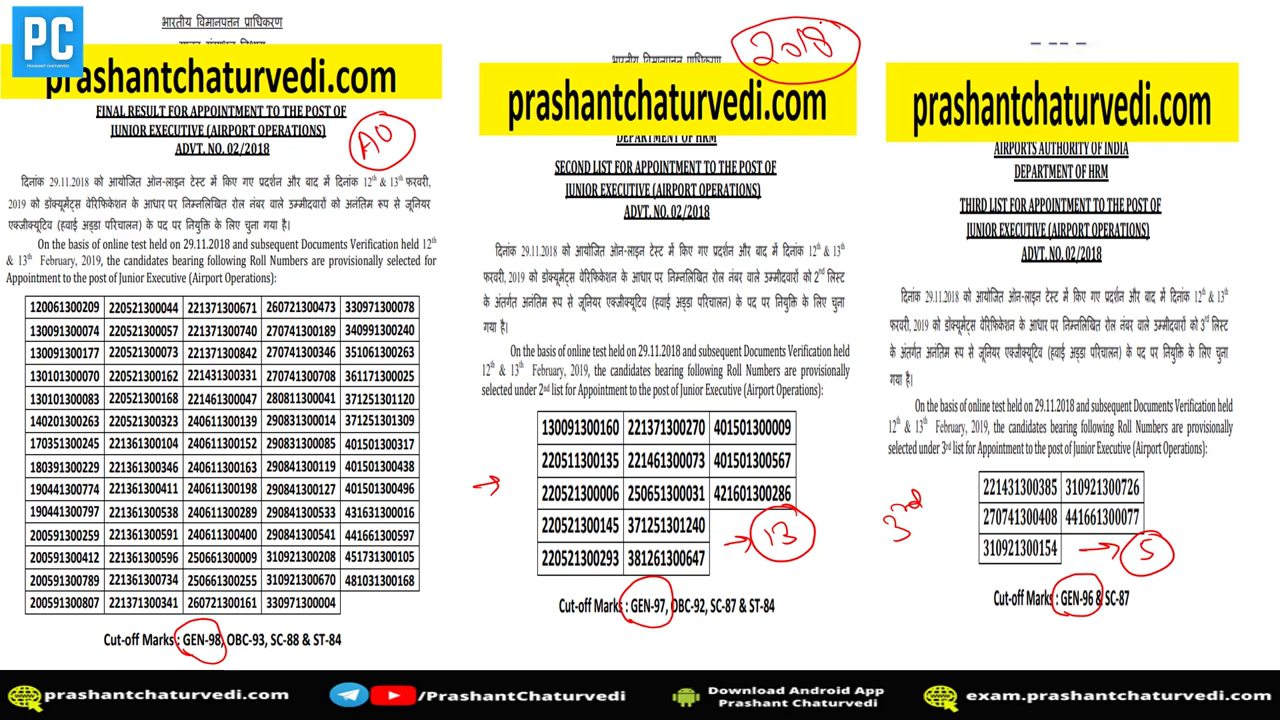 PC
भारतीय विमानपत्तन प्राधिकरण
prashantchaturvedi.com
FINAL RESULT FOR APPOINTMENT TO THE POST OF
JUNIOR EXECUTIVE (AIRPORT OPERATIONS)
ADVT. NO. 02/2018
AO
दिनांक 29.11.2018 को आयोजित ऑन-लाइन टेस्ट में किए गए प्रदर्शन और बाद में दिनांक 12th & 13th फरवरी,
2019 को डोक्यूमेंट्स वेरिफिकेशन के आधार पर निम्नलिखित रोल नंबर वाले उम्मीदवारों को अनंतिम रूप से जूनियर
एक्जीक्यूटिव (हवाई अड्डा परिचालन) के पद पर नियुक्ति के लिए चुना गया है।
On the basis of online test held on 29.11.2018 and subsequent Documents Verification held 12th
& 13th February, 2019, the candidates bearing following Roll Numbers are provisionally selected for
Appointment to the post of Junior Executive (Airport Operations):
120061300209 220521300044 221371300671 260721300473 330971300078
130091300074 220521300057 221371300740 270741300189 340991300240
130091300177 220521300073 221371300842 270741300346 351061300263
130101300070 220521300162 221431300331 270741300708 361171300025
130101300083 220521300168 221461300047 280811300041 371251301120
140201300263 220521300323 240611300139 290831300014 371251301309
170351300245 221361300104 240611300152 290831300085 401501300317
180391300229 221361300346 240611300163 290841300119 401501300438
190441300774 221361300411 240611300198 290841300127 401501300496
190441300797 221361300538 240611300289 290841300533 431631300016
200591300259 221361300591 240611300400 290841300541 441661300597
200591300412 221361300596 250661300009 310921300208 451731300105
200591300789 221361300734 250661300255 310921300670 481031300168
200591300807 221371300341 260721300161 330971300004
Cut-off Marks : GEN-98, OBC-93, SC-88 & ST-84
2018
भारतीय विमानपत्तन प्राधिकरण
prashantchaturvedi.com
DEPARTMENT OF HRM
SECOND LIST FOR APPOINTMENT TO THE POST OF
JUNIOR EXECUTIVE (AIRPORT OPERATIONS)
ADVT. NO. 02/2018
दिनांक 29.11.2018 को आयोजित ऑन-लाइन टेस्ट में किए गए प्रदर्शन और बाद में दिनांक 12th & 13th
फरवरी, 2019 को डोक्यूमेंट्स वेरिफिकेशन के आधार पर निम्नलिखित रोल नंबर वाले उम्मीदवारों को 2nd लिस्ट
के अंतर्गत अनंतिम रूप से जूनियर एक्जीक्यूटिव (हवाई अड्डा परिचालन) के पद पर नियुक्ति के लिए चुना
गया है।
On the basis of online test held on 29.11.2018 and subsequent Documents Verification held
12th & 13th February, 2019, the candidates bearing following Roll Numbers are provisionally
selected under 2nd list for Appointment to the post of Junior Executive (Airport Operations):
130091300160 221371300270 401501300009
220511300135 221461300073 401501300567
220521300006 250651300031 421601300286
220521300145 371251301240
220521300293 381261300647
13
Cut-off Marks : GEN-97, OBC-92, SC-87 & ST-84
prashantchaturvedi.com
AIRPORTS AUTHORITY OF INDIA
DEPARTMENT OF HRM
THIRD LIST FOR APPOINTMENT TO THE POST OF
JUNIOR EXECUTIVE (AIRPORT OPERATIONS)
ADVT. NO. 02/2018
दिनांक 29.11.2018 को आयोजित ऑन-लाइन टेस्ट में किए गए प्रदर्शन और बाद में दिनांक 12th & 13th
फरवरी, 2019 को डोक्यूमेंट्स वेरिफिकेशन के आधार पर निम्नलिखित रोल नंबर वाले उम्मीदवारों को 3rd लिस्ट
के अंतर्गत अनंतिम रूप से जूनियर एक्जीक्यूटिव (हवाई अड्डा परिचालन) के पद पर नियुक्ति के लिए चुना
गया है।
On the basis of online test held on 29.11.2018 and subsequent Documents Verification held
12th & 13th February, 2019, the candidates bearing following Roll Numbers are provisionally
selected under 3rd list for Appointment to the post of Junior Executive (Airport Operations):
3rd
221431300385 310921300726
270741300408 441661300077
310921300154
5
Cut-off Marks : GEN-96 & SC-87
prashantchaturvedi.com
/PrashantChaturvedi
Download Android App
Prashant Chaturvedi
exam.prashantchaturvedi.com